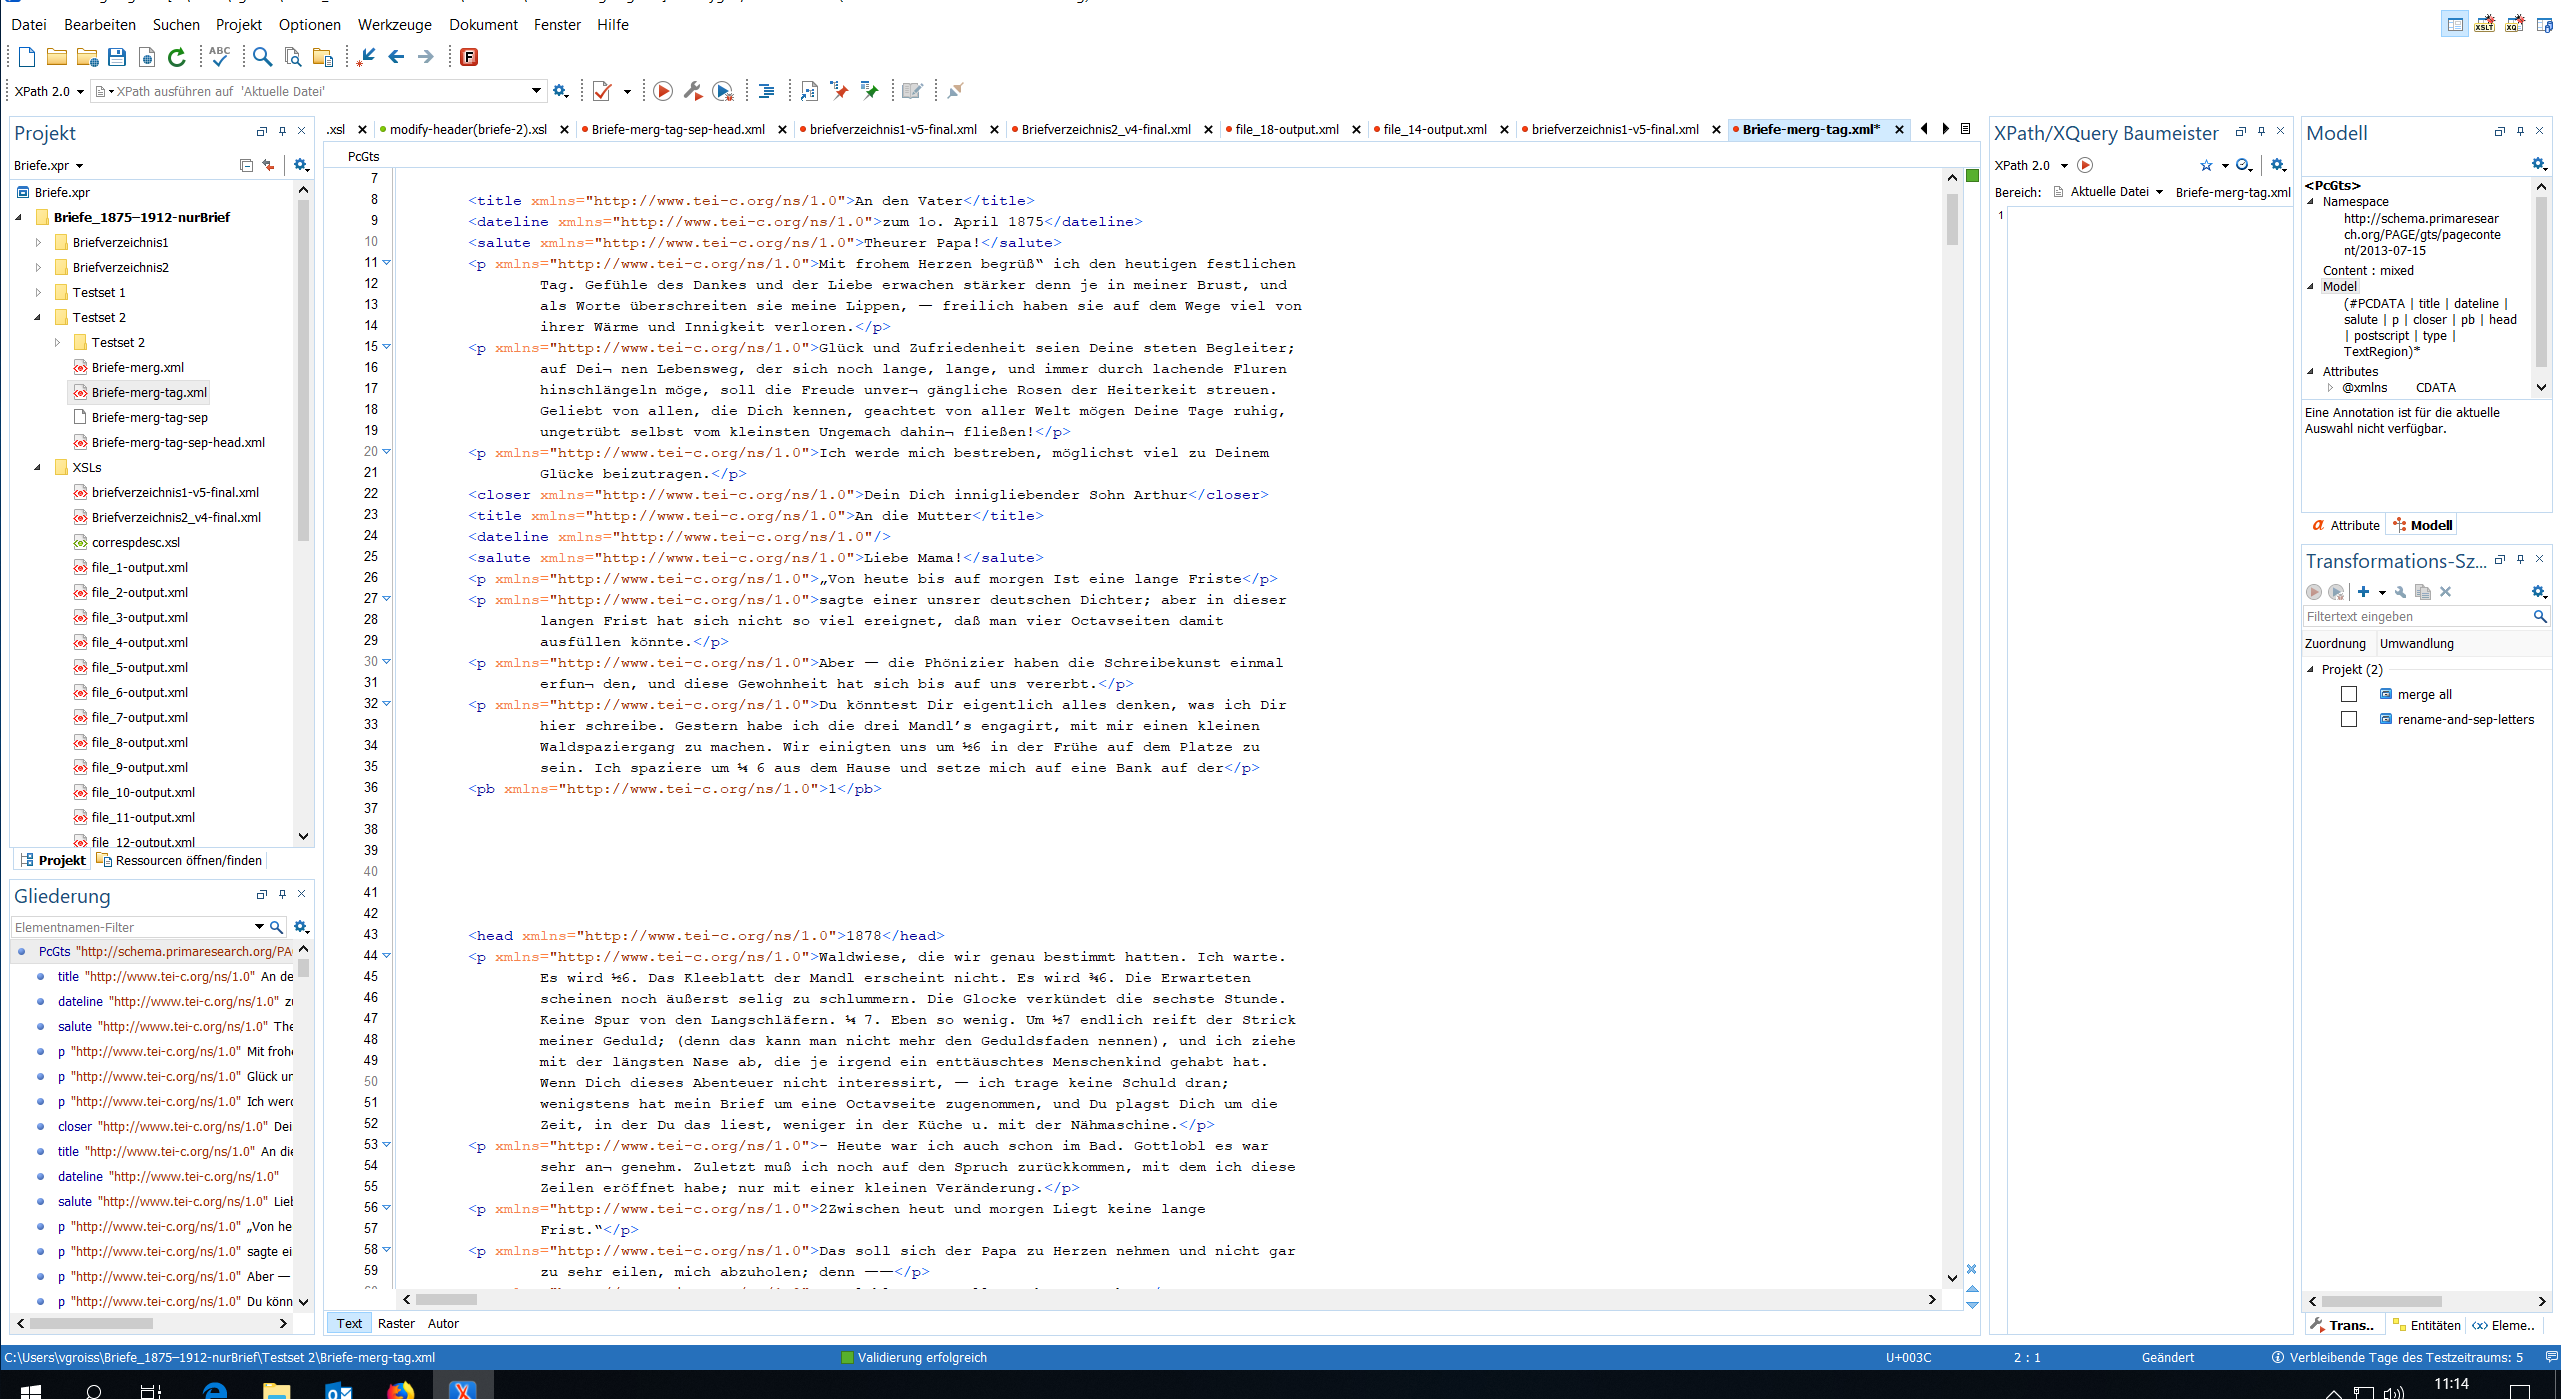 Datei Bearbeiten Suchen Projekt Optionen Werkzeuge Dokument Fenster Hilfe
XPath 2.0 XPath ausführen auf 'Aktuelle Datei'
Projekt
Briefe.xpr
Briefe.xpr
Briefe_1875–1912-nurBrief
Briefverzeichnis1
Briefverzeichnis2
Testset 1
Testset 2
Testset 2
Briefe-merg.xml
Briefe-merg-tag.xml
Briefe-merg-tag-sep
Briefe-merg-tag-sep-head.xml
XSLs
briefverzeichnis1-v5-final.xml
Briefverzeichnis2_v4-final.xml
correspdesc.xsl
file_1-output.xml
file_2-output.xml
file_3-output.xml
file_4-output.xml
file_5-output.xml
file_6-output.xml
file_7-output.xml
file_8-output.xml
file_9-output.xml
file_10-output.xml
file_11-output.xml
file_12-output.xml
Projekt Ressourcen öffnen/finden
Gliederung
Elementnamen-Filter
PcGts "http://schema.primaresearch.org/PA
title "http://www.tei-c.org/ns/1.0" An de
dateline "http://www.tei-c.org/ns/1.0" zu
salute "http://www.tei-c.org/ns/1.0" The
p "http://www.tei-c.org/ns/1.0" Mit frohe
p "http://www.tei-c.org/ns/1.0" Glück un
p "http://www.tei-c.org/ns/1.0" Ich werd
closer "http://www.tei-c.org/ns/1.0" Dei
title "http://www.tei-c.org/ns/1.0" An die
dateline "http://www.tei-c.org/ns/1.0"
salute "http://www.tei-c.org/ns/1.0" Lieb
p "http://www.tei-c.org/ns/1.0" „Von he
p "http://www.tei-c.org/ns/1.0" sagte ei
p "http://www.tei-c.org/ns/1.0" Aber —
p "http://www.tei-c.org/ns/1.0" Du könn
.xsl modify-header(briefe-2).xsl Briefe-merg-tag-sep-head.xml briefverzeichnis1-v5-final.xml Briefverzeichnis2_v4-final.xml file_18-output.xml file_14-output.xml briefverzeichnis1-v5-final.xml Briefe-merg-tag.xml*
PcGts
7
8 <title xmlns="http://www.tei-c.org/ns/1.0">An den Vater</title>
9 <dateline xmlns="http://www.tei-c.org/ns/1.0">zum 1o. April 1875</dateline>
10 <salute xmlns="http://www.tei-c.org/ns/1.0">Theurer Papa!</salute>
11 <p xmlns="http://www.tei-c.org/ns/1.0">Mit frohem Herzen begrüß“ ich den heutigen festlichen
12 Tag. Gefühle des Dankes und der Liebe erwachen stärker denn je in meiner Brust, und
13 als Worte überschreiten sie meine Lippen, — freilich haben sie auf dem Wege viel von
14 ihrer Wärme und Innigkeit verloren.</p>
15 <p xmlns="http://www.tei-c.org/ns/1.0">Glück und Zufriedenheit seien Deine steten Begleiter;
16 auf Dei¬ nen Lebensweg, der sich noch lange, lange, und immer durch lachende Fluren
17 hinschlängeln möge, soll die Freude unver¬ gängliche Rosen der Heiterkeit streuen.
18 Geliebt von allen, die Dich kennen, geachtet von aller Welt mögen Deine Tage ruhig,
19 ungetrübt selbst vom kleinsten Ungemach dahin¬ fließen!</p>
20 <p xmlns="http://www.tei-c.org/ns/1.0">Ich werde mich bestreben, möglichst viel zu Deinem
21 Glücke beizutragen.</p>
22 <closer xmlns="http://www.tei-c.org/ns/1.0">Dein Dich innigliebender Sohn Arthur</closer>
23 <title xmlns="http://www.tei-c.org/ns/1.0">An die Mutter</title>
24 <dateline xmlns="http://www.tei-c.org/ns/1.0"/>
25 <salute xmlns="http://www.tei-c.org/ns/1.0">Liebe Mama!</salute>
26 <p xmlns="http://www.tei-c.org/ns/1.0">„Von heute bis auf morgen Ist eine lange Friste</p>
27 <p xmlns="http://www.tei-c.org/ns/1.0">sagte einer unsrer deutschen Dichter; aber in dieser
28 langen Frist hat sich nicht so viel ereignet, daß man vier Octavseiten damit
29 ausfüllen könnte.</p>
30 <p xmlns="http://www.tei-c.org/ns/1.0">Aber — die Phönizier haben die Schreibekunst einmal
31 erfun¬ den, und diese Gewohnheit hat sich bis auf uns vererbt.</p>
32 <p xmlns="http://www.tei-c.org/ns/1.0">Du könntest Dir eigentlich alles denken, was ich Dir
33 hier schreibe. Gestern habe ich die drei Mandl’s engagirt, mit mir einen kleinen
34 Waldspaziergang zu machen. Wir einigten uns um ½6 in der Frühe auf dem Platze zu
35 sein. Ich spaziere um ¼ 6 aus dem Hause und setze mich auf eine Bank auf der</p>
36 <pb xmlns="http://www.tei-c.org/ns/1.0">1</pb>
37
38
39
40
41
42
43 <head xmlns="http://www.tei-c.org/ns/1.0">1878</head>
44 <p xmlns="http://www.tei-c.org/ns/1.0">Waldwiese, die wir genau bestimmt hatten. Ich warte.
45 Es wird ½6. Das Kleeblatt der Mandl erscheint nicht. Es wird ¾6. Die Erwarteten
46 scheinen noch äußerst selig zu schlummern. Die Glocke verkündet die sechste Stunde.
47 Keine Spur von den Langschläfern. ¼ 7. Eben so wenig. Um ½7 endlich reift der Strick
48 meiner Geduld; (denn das kann man nicht mehr den Geduldsfaden nennen), und ich ziehe
49 mit der längsten Nase ab, die je irgend ein enttäuschtes Menschenkind gehabt hat.
50 Wenn Dich dieses Abenteuer nicht interessirt, — ich trage keine Schuld dran;
51 wenigstens hat mein Brief um eine Octavseite zugenommen, und Du plagst Dich um die
52 Zeit, in der Du das liest, weniger in der Küche u. mit der Nähmaschine.</p>
53 <p xmlns="http://www.tei-c.org/ns/1.0">- Heute war ich auch schon im Bad. Gottlobl es war
54 sehr an¬ genehm. Zuletzt muß ich noch auf den Spruch zurückkommen, mit dem ich diese
55 Zeilen eröffnet habe; nur mit einer kleinen Veränderung.</p>
56 <p xmlns="http://www.tei-c.org/ns/1.0">2Zwischen heut und morgen Liegt keine lange
57 Frist.“</p>
58 <p xmlns="http://www.tei-c.org/ns/1.0">Das soll sich der Papa zu Herzen nehmen und nicht gar
59 zu sehr eilen, mich abzuholen; denn ——</p>
Text Raster Autor
XPath/XQuery Baumeister
XPath 2.0
Bereich: Aktuelle Datei Briefe-merg-tag.xml
1
Modell
<PcGts>
Namespace
http://schema.primaresear
ch.org/PAGE/gts/pageconte
nt/2013-07-15
Content : mixed
Model
(#PCDATA | title | dateline |
salute | p | closer | pb | head
| postscript | type |
TextRegion)*
Attributes
@xmlns CDATA
Eine Annotation ist für die aktuelle
Auswahl nicht verfügbar.
Attribute Modell
Transformations-Sz...
Filtertext eingeben
Zuordnung Umwandlung
Projekt (2)
merge all
rename-and-sep-letters
Trans.. Entitäten Eleme..
C:\Users\vgroiss\Briefe_1875–1912-nurBrief\Testset 2\Briefe-merg-tag.xml Validierung erfolgreich U+003C 2 : 1 Geändert Verbleibende Tage des Testzeitraums: 5
11:14